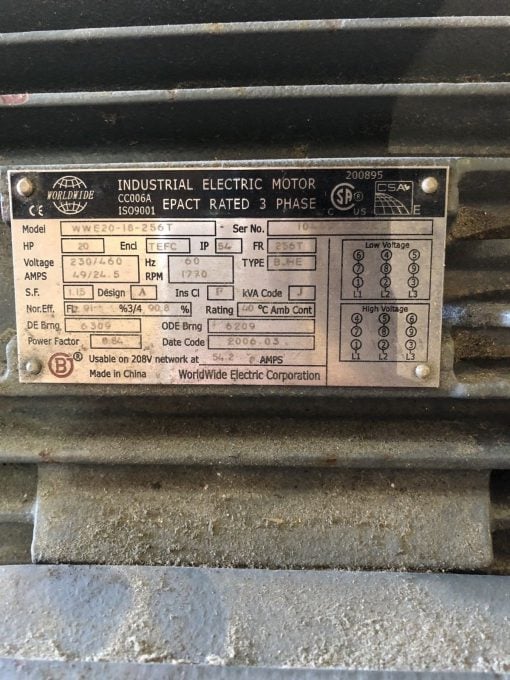 200895
WORLDWIDE
INDUSTRIAL ELECTRIC MOTOR
CC006A
ISO9001
EPACT RATED 3 PHASE
CE
C US
E
Model WWE20-18-256T - Ser No.
HP 20 Encl TEFC IP 54 FR 256T
Voltage 230/460 Hz 60 TYPE
AMPS 49/24.5 RPM 1730
S.F. 1.15 Design A Ins Cl F kVA Code J
Nor.Eff. FL 91 %3/4 90.8 % Rating 40 °C Amb Cont
DE Brng 6309 ODE Brng 6209
Power Factor 0.84 Date Code 2006.03
Usable on 208V network at 54.2 AMPS
Made in China WorldWide Electric Corporation
Low Voltage
6 4 5
7 8 9
1 2 3
L1 L2 L3
High Voltage
4 5 6
7 8 9
1 2 3
L1 L2 L3